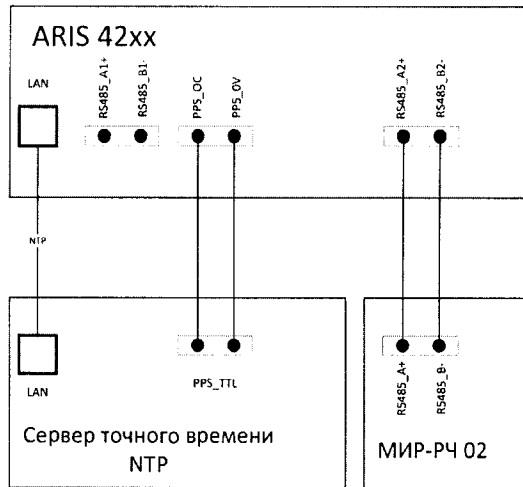 ARIS 42xx
LAN
RS485_A1+
RS485_B1-
PPS_OC
PPS_0V
RS485_A2+
RS485_B2-
NTP
LAN
PPS_TTL
RS485_A+
RS485_B-
Сервер точного времени
NTP
МИР-РЧ 02